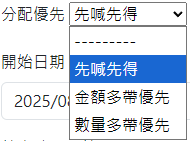 分配優先 先喊先得
---------
開始日期 先喊先得
2025/08 金額多帶優先
數量多帶優先